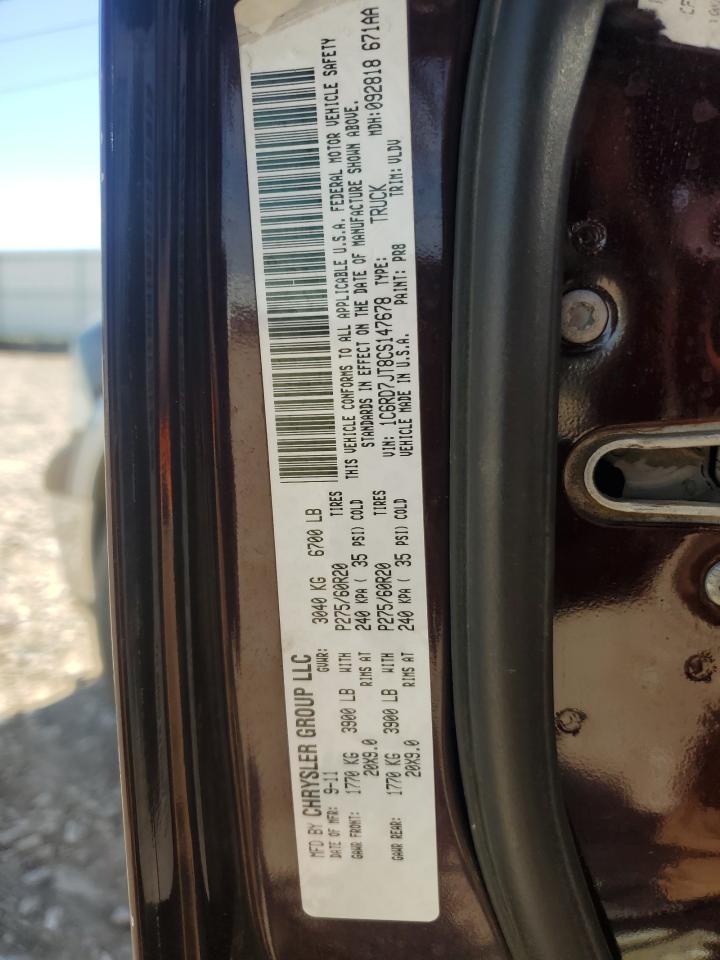 MFD BY CHRYSLER GROUP LLC
DATE OF MFR: 9-11 GVWR: 3040 KG 6700 LB
GAWR FRONT: 1770 KG 3900 LB WITH P275/60R20 TIRES
20X9.0 RIMS AT 240 KPA ( 35 PSI) COLD
GAWR REAR: 1770 KG 3900 LB WITH P275/60R20 TIRES
20X9.0 RIMS AT 240 KPA ( 35 PSI) COLD
THIS VEHICLE CONFORMS TO ALL APPLICABLE U.S.A. FEDERAL MOTOR VEHICLE SAFETY
STANDARDS IN EFFECT ON THE DATE OF MANUFACTURE SHOWN ABOVE.
VIN: 1C6RD7JT8CS147678 TYPE: TRUCK MDH:092818 671AA
VEHICLE MADE IN U.S.A. PAINT: PR8 TRIM: VLDV